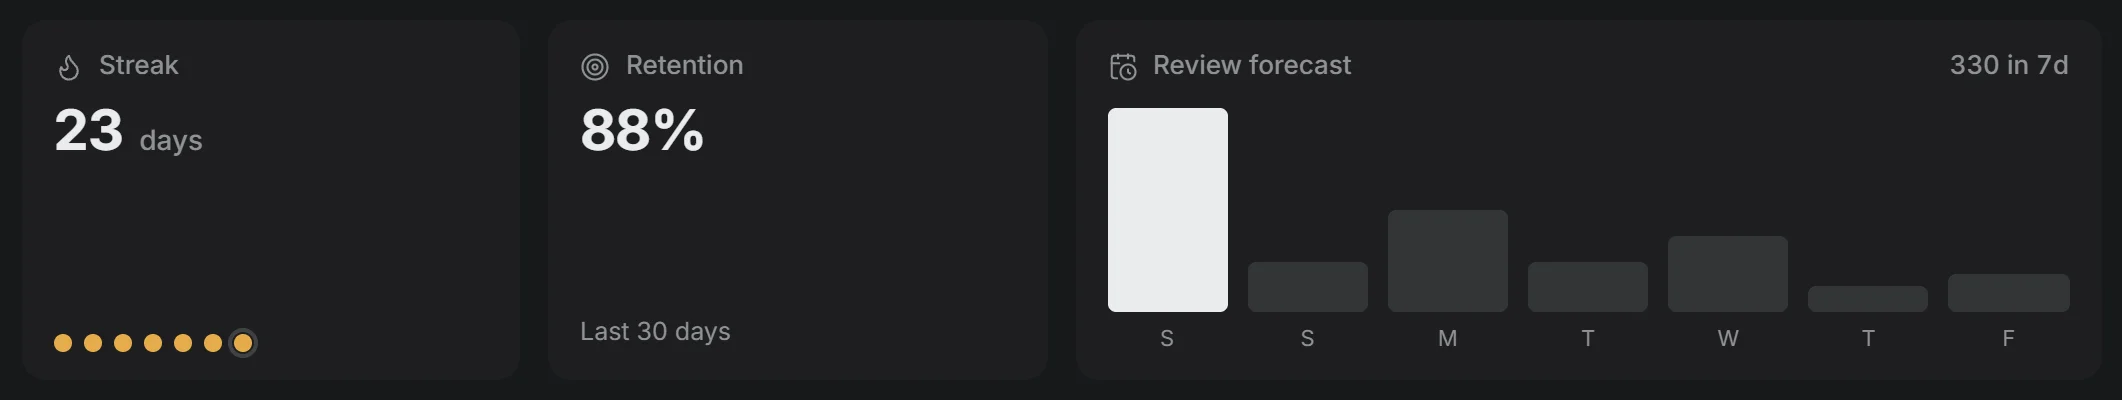 Streak
23 days
Retention
88%
Last 30 days
Review forecast
330 in 7d
S S M T W T F